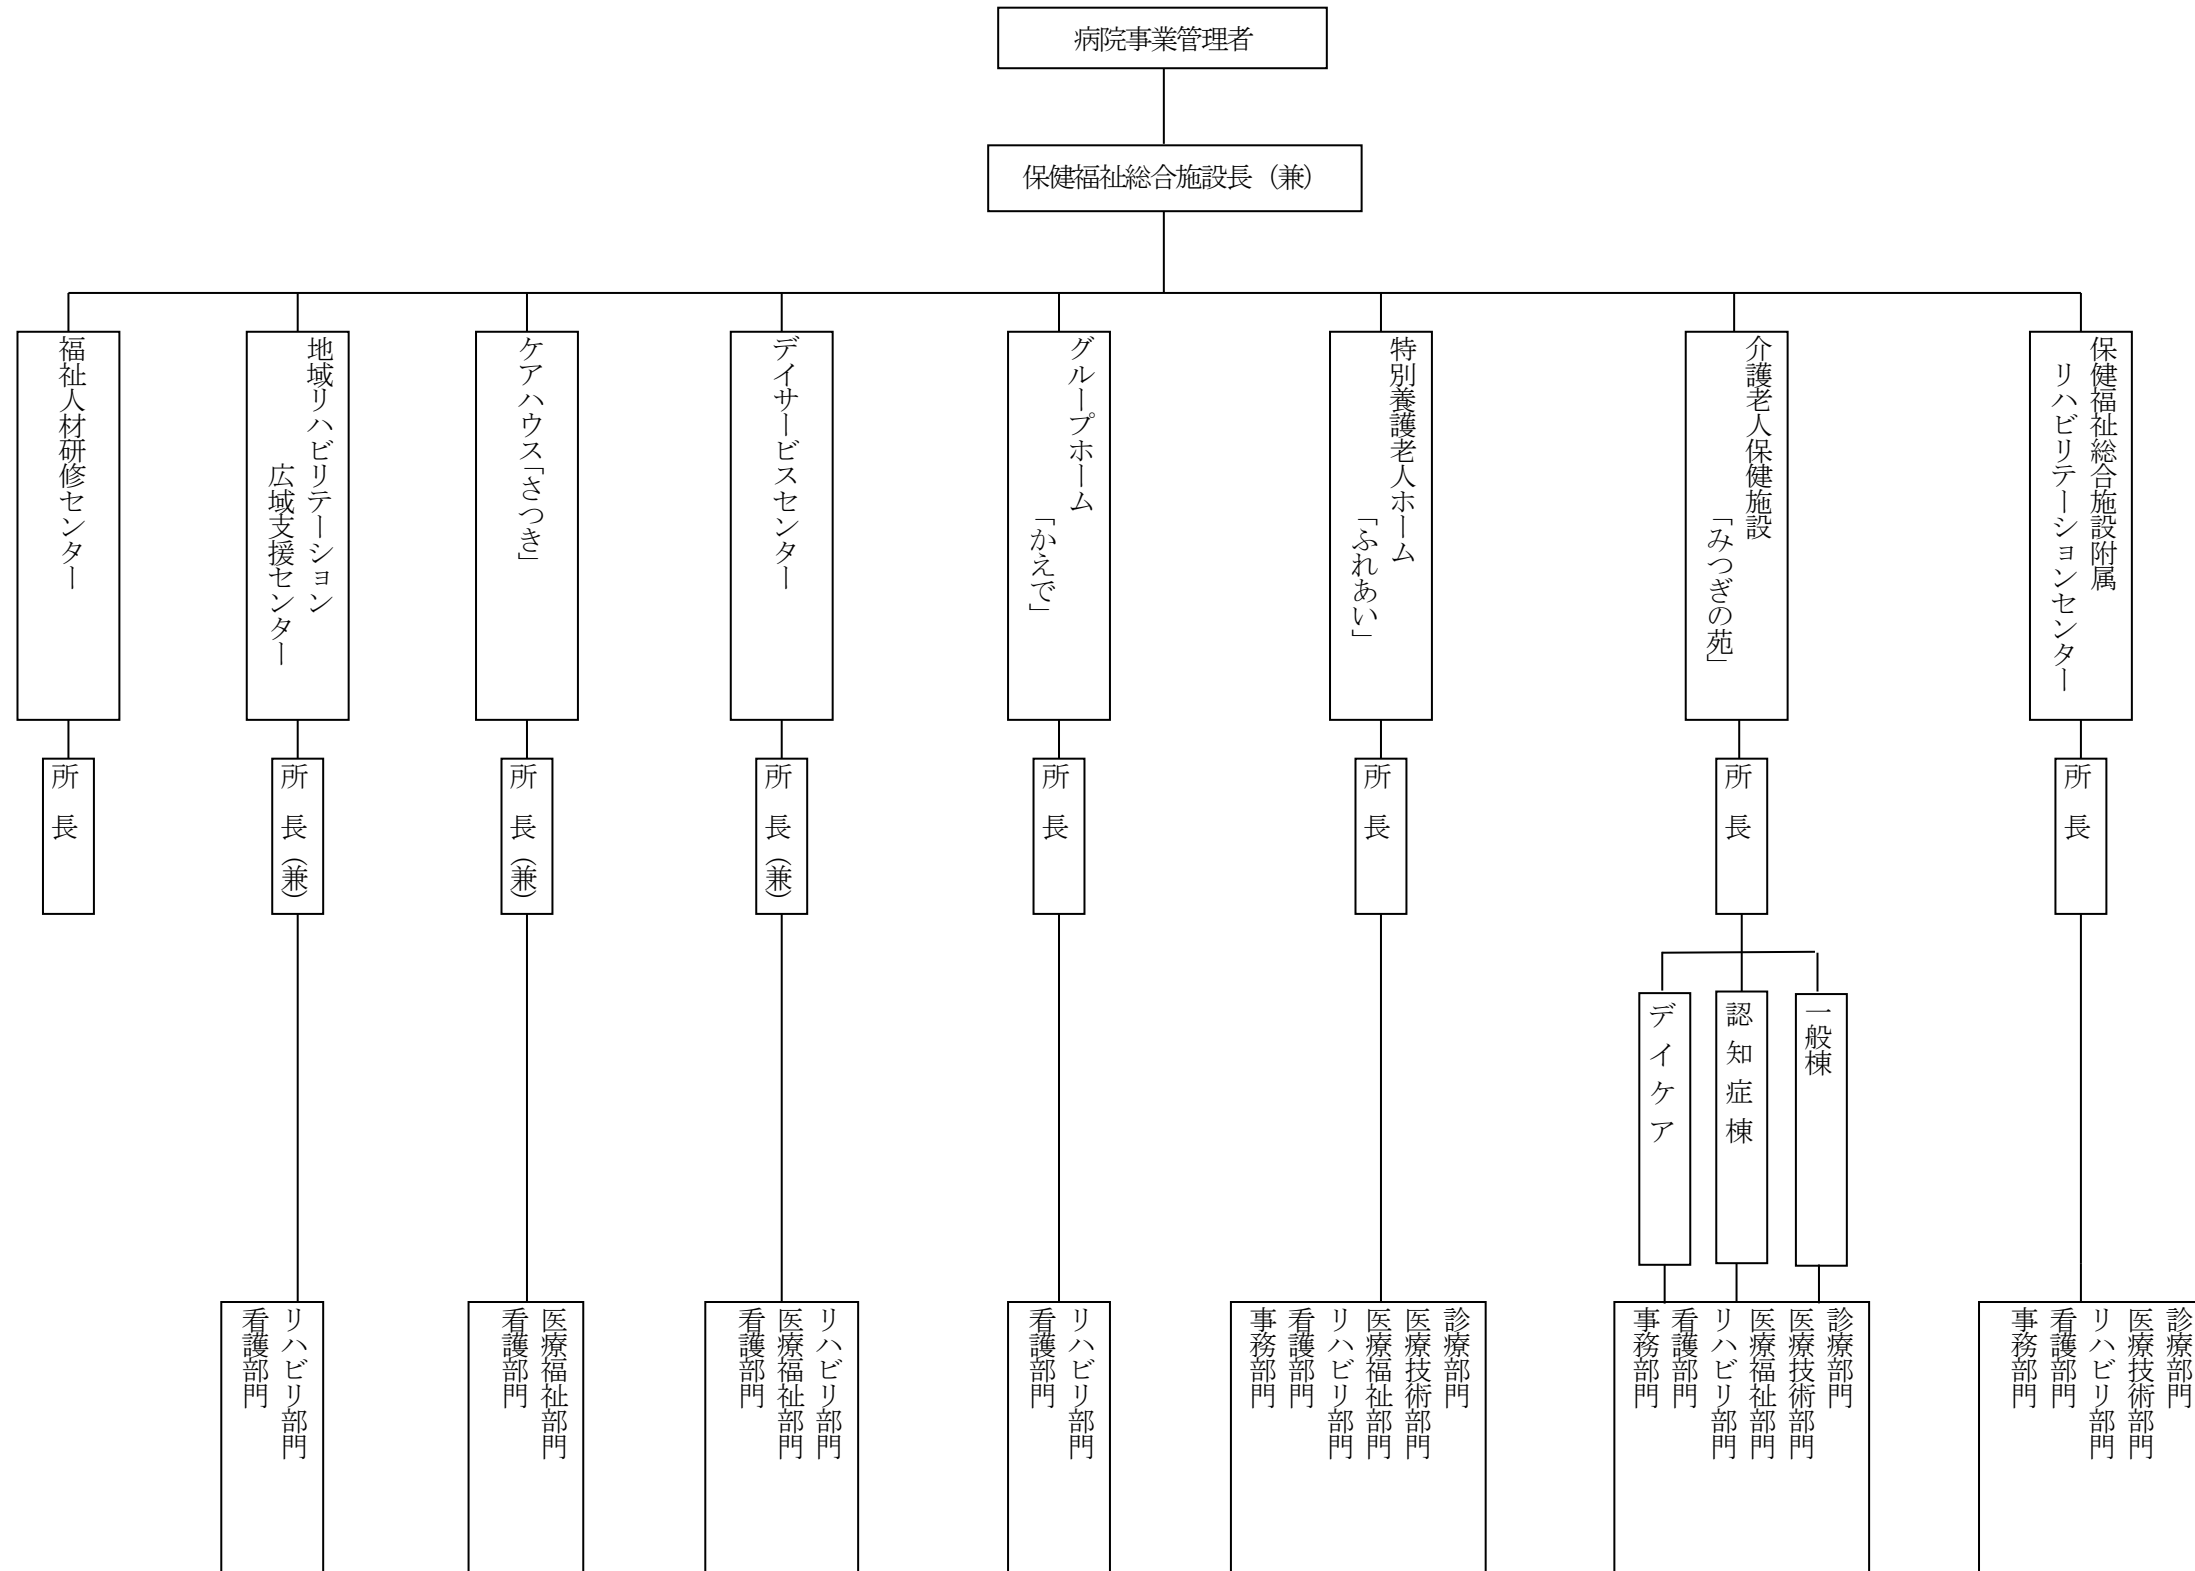 病院事業管理者
保健福祉総合施設長（兼）
保健福祉総合施設附属
リハビリテーションセンター
介護老人保健施設
「みつぎの苑」
特別養護老人ホーム
「ふれあい」
グループホーム
「かえで」
デイサービスセンター
ケアハウス「さつき」
地域リハビリテーション
広域支援センター
福祉人材研修センター
所　長
所　長
所　長
所　長
所　長（兼）
所　長（兼）
所　長（兼）
所　長
一般棟
認知症棟
デイケア
診療部門
医療技術部門
リハビリ部門
看護部門
事務部門
診療部門
医療技術部門
医療福祉部門
リハビリ部門
看護部門
事務部門
診療部門
医療技術部門
医療福祉部門
リハビリ部門
看護部門
事務部門
リハビリ部門
看護部門
リハビリ部門
医療福祉部門
看護部門
医療福祉部門
看護部門
リハビリ部門
看護部門